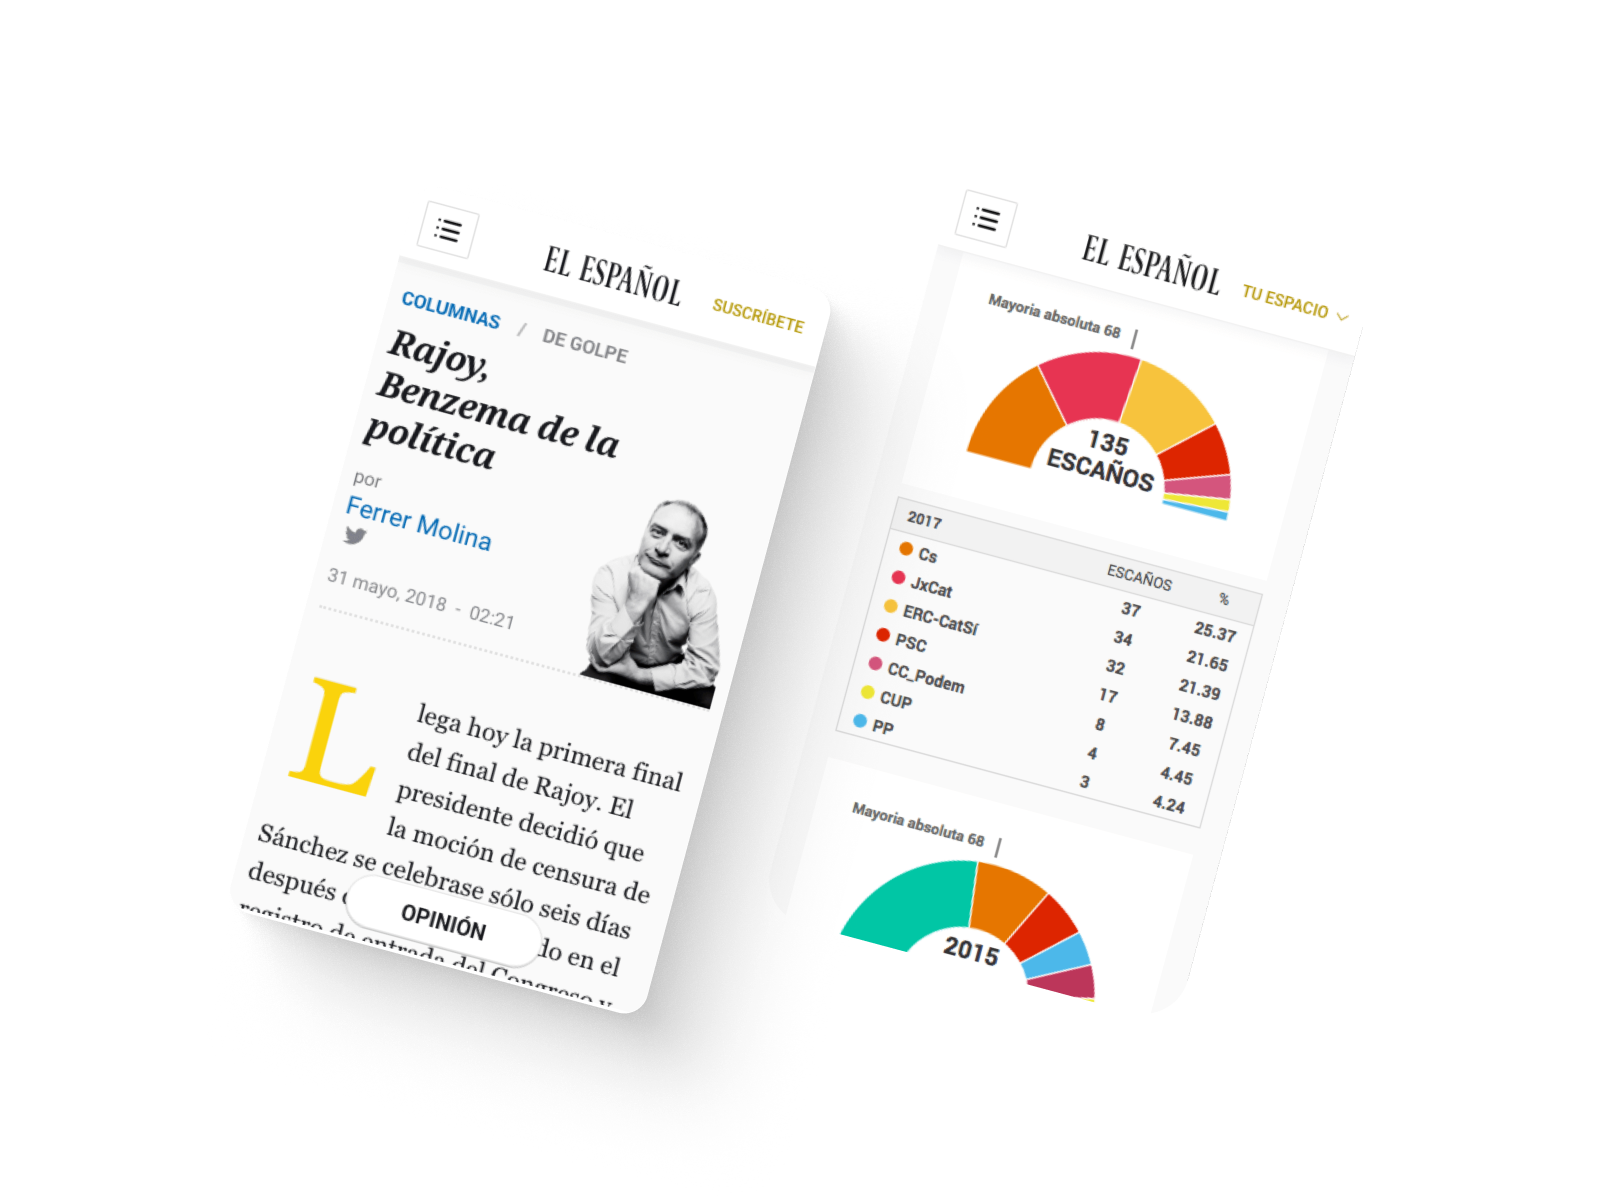 EL ESPAÑOL
SUSCRÍBETE
COLUMNAS / DE GOLPE
Rajoy,
Benzema de la
política
por
Ferrer Molina
31 mayo, 2018 - 02:21
Llega hoy la primera final
del final de Rajoy. El
presidente decidió que
la moción de censura de
Sánchez se celebrase sólo seis días
después do en el
registro de entrada del Congreso y
OPINIÓN
EL ESPAÑOL
TU ESPACIO
Mayoria absoluta 68
135
ESCAÑOS
2017 ESCAÑOS %
Cs 37 25.37
JxCat 34 21.65
ERC-CatSí 32 21.39
PSC 17 13.88
CC_Podem 8 7.45
CUP 4 4.45
PP 3 4.24
Mayoria absoluta 68
2015